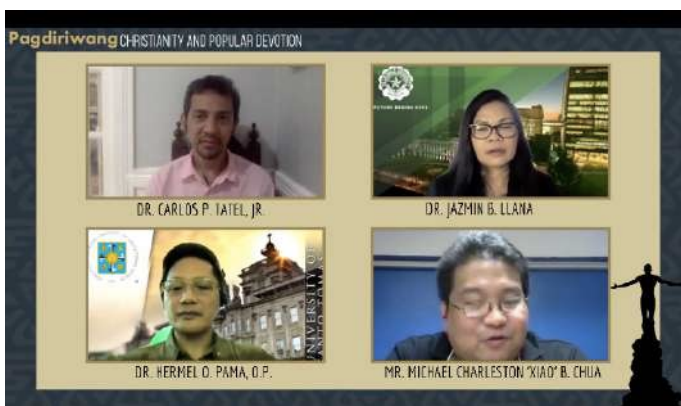 Pagdiriwang CHRISTIANITY AND POPULAR DEVOTION
DR. CARLOS P. TATEL, JR.
DR. JAZMIN B. LLANA
DR. HERMEL O. PAMA, O.P.
MR. MICHAEL CHARLESTON "XIAO" B. CHUA
UNIVERSITY OF
SANTO TOMAS